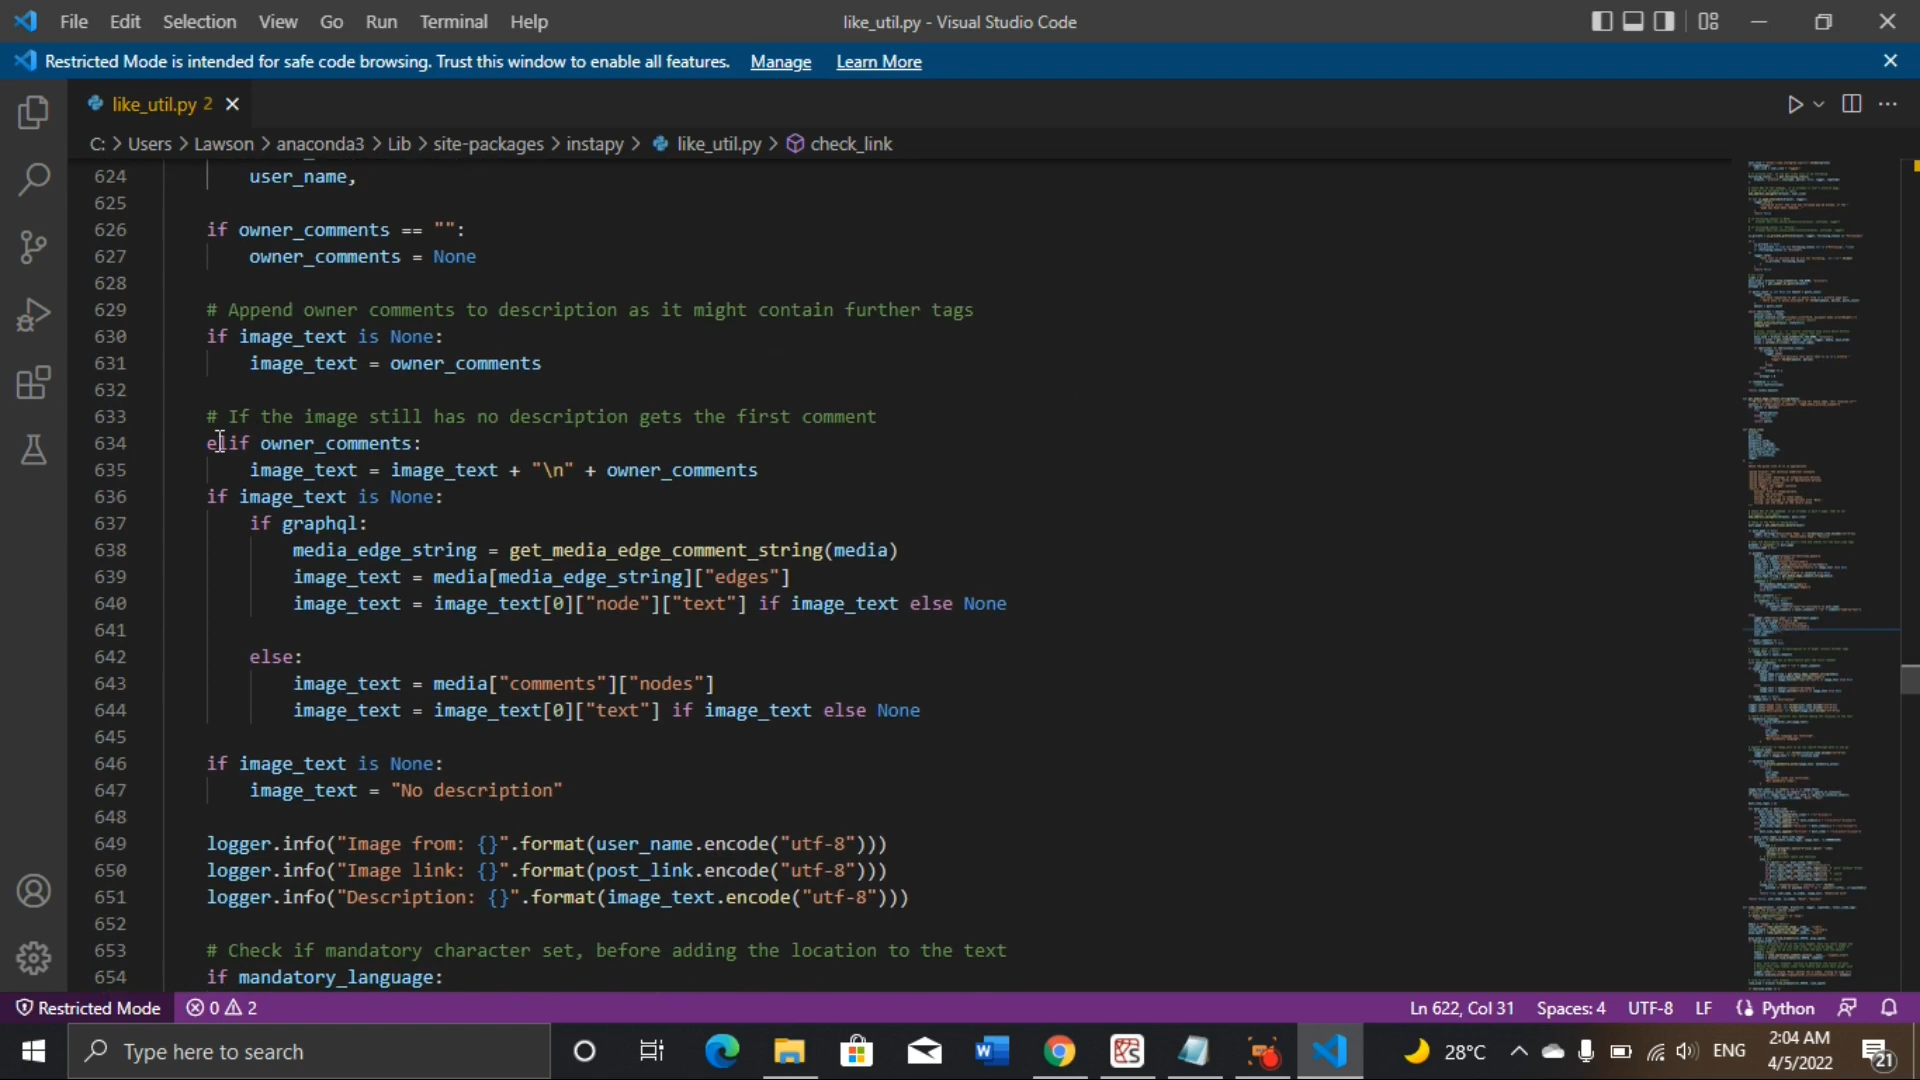 File Edit Selection View Go Run Terminal Help
like_util.py - Visual Studio Code
Restricted Mode is intended for safe code browsing. Trust this window to enable all features. Manage Learn More
like_util.py 2
C: > Users > Lawson > anaconda3 > Lib > site-packages > instapy > like_util.py > check_link
624 user_name,
625
626 if owner_comments == "":
627 owner_comments = None
628
629 # Append owner comments to description as it might contain further tags
630 if image_text is None:
631 image_text = owner_comments
632
633 # If the image still has no description gets the first comment
634 elif owner_comments:
635 image_text = image_text + "\n" + owner_comments
636 if image_text is None:
637 if graphql:
638 media_edge_string = get_media_edge_comment_string(media)
639 image_text = media[media_edge_string]["edges"]
640 image_text = image_text[0]["node"]["text"] if image_text else None
641
642 else:
643 image_text = media["comments"]["nodes"]
644 image_text = image_text[0]["text"] if image_text else None
645
646 if image_text is None:
647 image_text = "No description"
648
649 logger.info("Image from: {}".format(user_name.encode("utf-8")))
650 logger.info("Image link: {}".format(post_link.encode("utf-8")))
651 logger.info("Description: {}".format(image_text.encode("utf-8")))
652
653 # Check if mandatory character set, before adding the location to the text
654 if mandatory_language:
Restricted Mode 0 2 Ln 622, Col 31 Spaces: 4 UTF-8 LF Python
Type here to search
28°C ENG
2:04 AM
4/5/2022
21